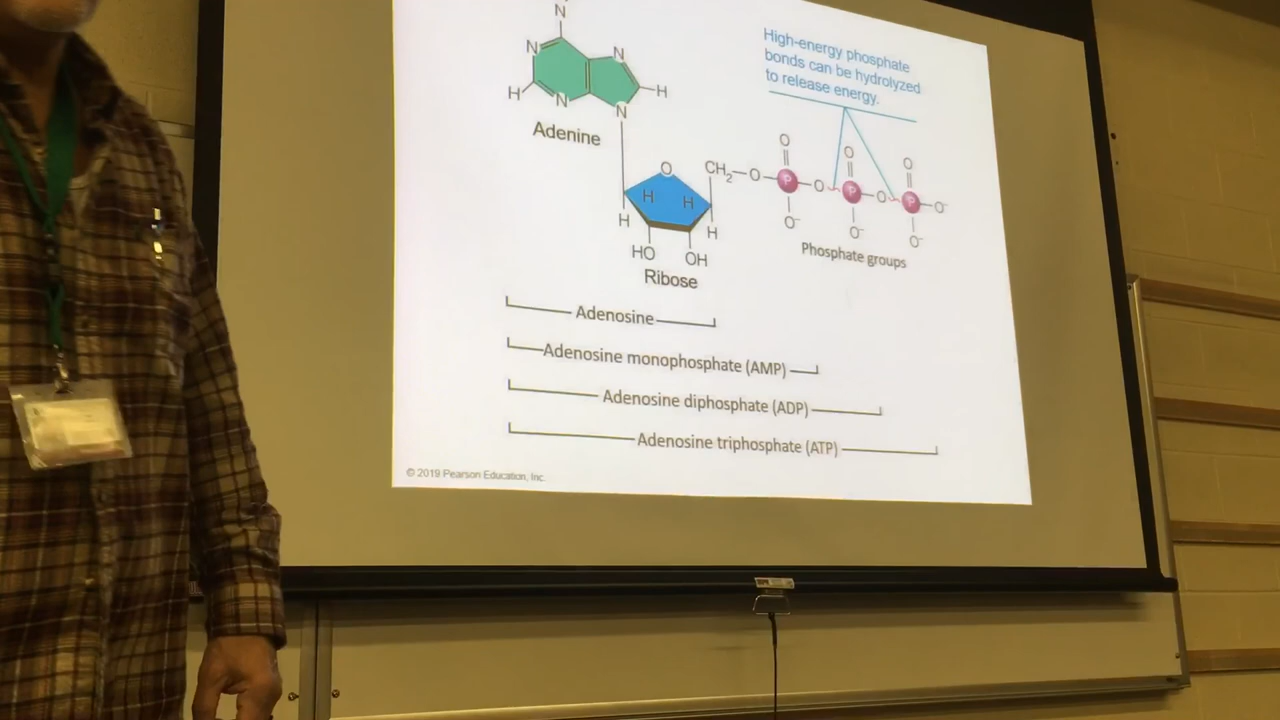 N
N
N
H
N
N
H
Adenine
High-energy phosphate
bonds can be hydrolyzed
to release energy.
O
CH2
O
P
O
P
O
P
O-
O
O
O
O-
O-
O-
H
H
H
H
HO
OH
Ribose
Phosphate groups
Adenosine
Adenosine monophosphate (AMP)
Adenosine diphosphate (ADP)
Adenosine triphosphate (ATP)
© 2019 Pearson Education, Inc.